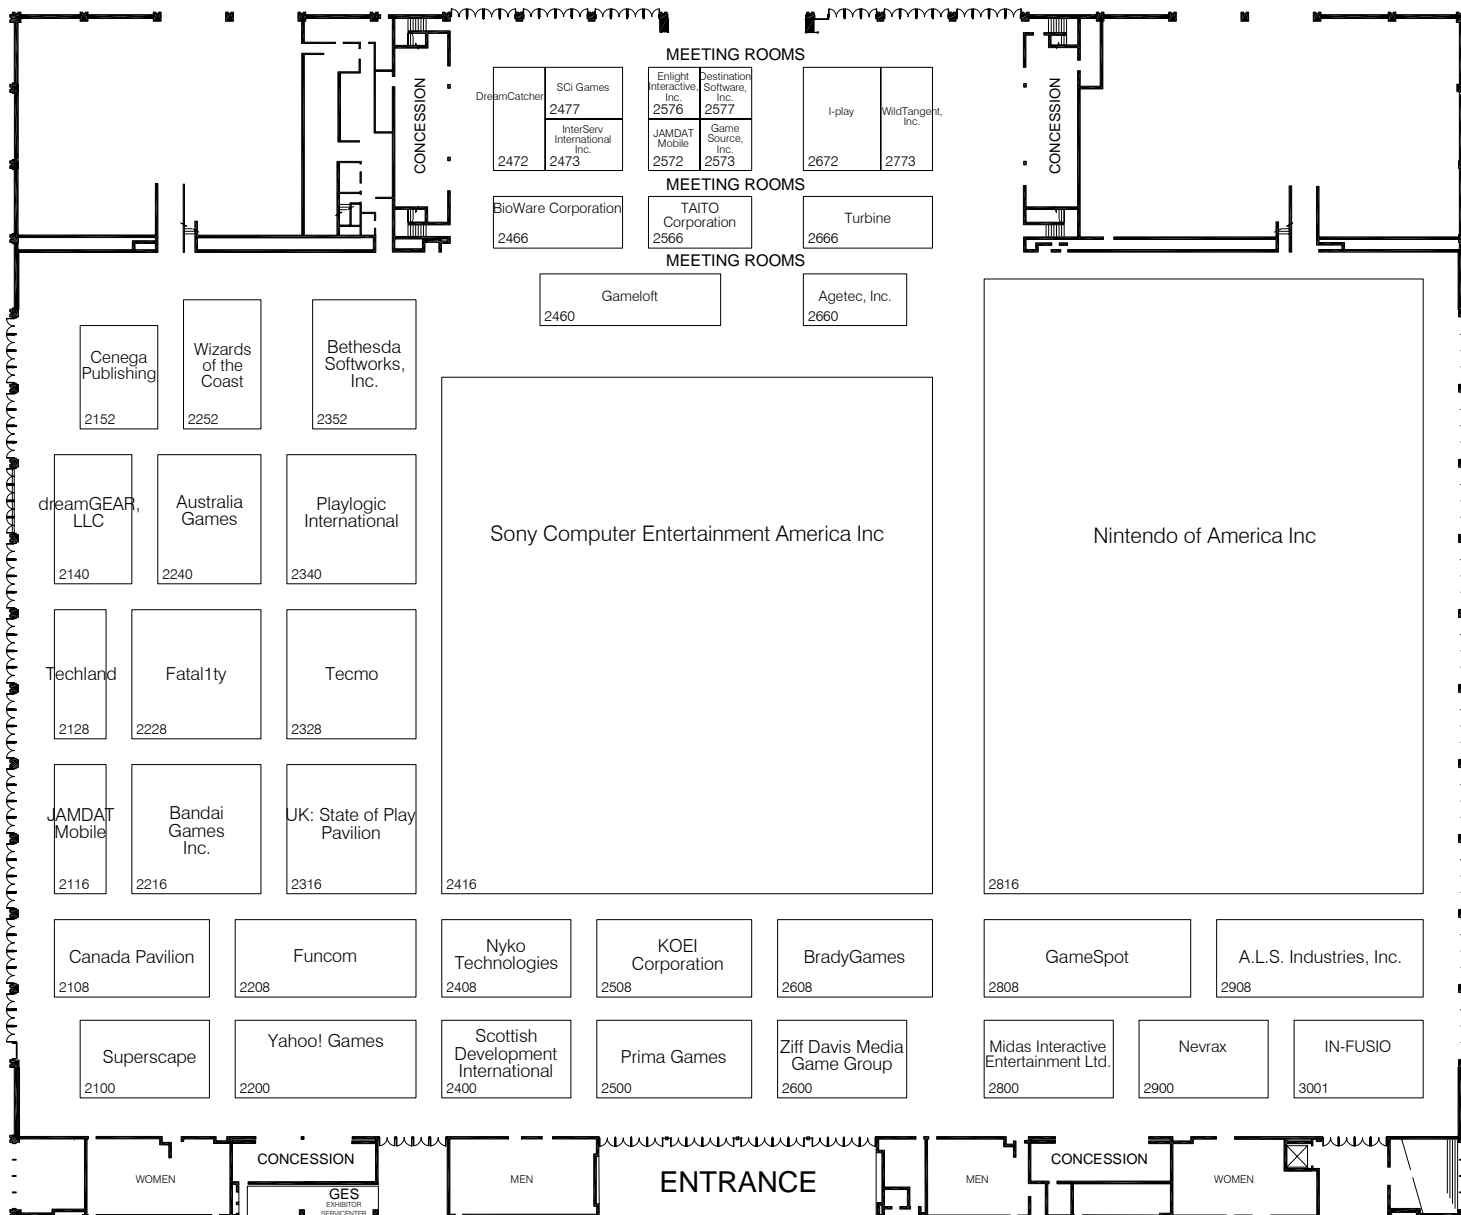 MEETING ROOMS
CONCESSION
DreamCatcher
2472
SCi Games
2477
InterServ
International
Inc.
2473
Enlight
Interactive,
Inc.
2576
Destination
Software,
Inc.
2577
JAMDAT
Mobile
2572
Game
Source,
Inc.
2573
I-play
2672
WildTangent,
Inc.
2773
CONCESSION
MEETING ROOMS
BioWare Corporation
2466
TAITO
Corporation
2566
Turbine
2666
MEETING ROOMS
Gameloft
2460
Agetec, Inc.
2660
Cenega
Publishing
2152
Wizards
of the
Coast
2252
Bethesda
Softworks,
Inc.
2352
dreamGEAR,
LLC
2140
Australia
Games
2240
Playlogic
International
2340
Sony Computer Entertainment America Inc
2416
Nintendo of America Inc
2816
Techland
2128
Fatal1ty
2228
Tecmo
2328
JAMDAT
Mobile
2116
Bandai
Games
Inc.
2216
UK: State of Play
Pavilion
2316
Canada Pavilion
2108
Funcom
2208
Nyko
Technologies
2408
KOEI
Corporation
2508
BradyGames
2608
GameSpot
2808
A.L.S. Industries, Inc.
2908
Superscape
2100
Yahoo! Games
2200
Scottish
Development
International
2400
Prima Games
2500
Ziff Davis Media
Game Group
2600
Midas Interactive
Entertainment Ltd.
2800
Nevrax
2900
IN-FUSIO
3001
WOMEN
CONCESSION
GES
EXHIBITOR
SERVICENTER
MEN
ENTRANCE
MEN
CONCESSION
WOMEN